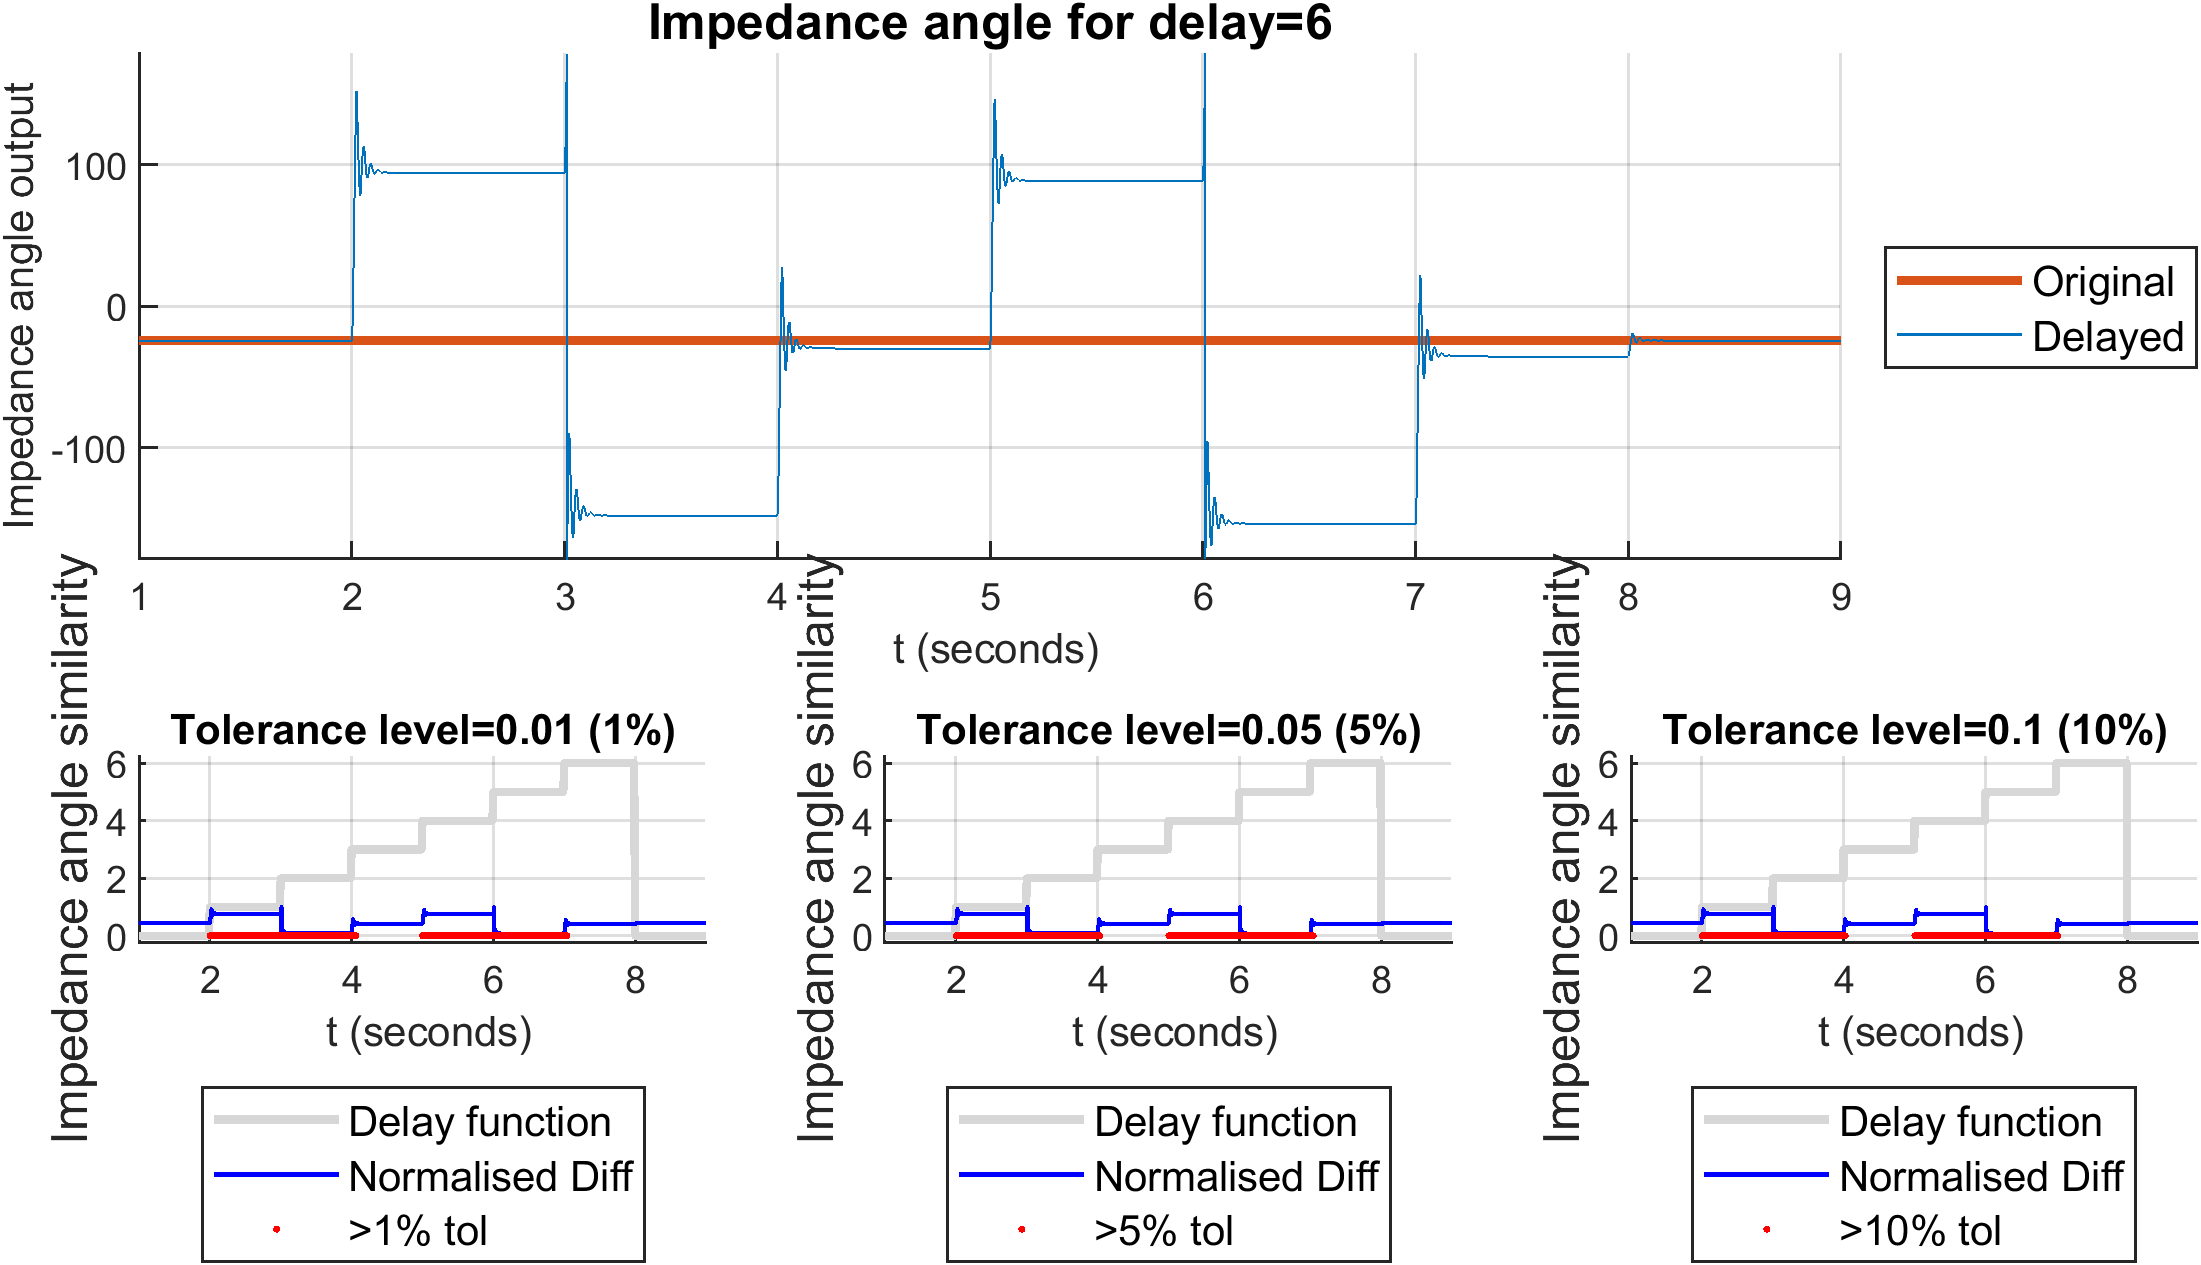 Impedance angle for delay=6
Impedance angle output
100
0
-100
1 2 3 4 5 6 7 8 9
t (seconds)
Original
Delayed
Tolerance level=0.01 (1%)
Impedance angle similarity
6
4
2
0
2 4 6 8
t (seconds)
Delay function
Normalised Diff
>1% tol
Tolerance level=0.05 (5%)
Impedance angle similarity
6
4
2
0
2 4 6 8
t (seconds)
Delay function
Normalised Diff
>5% tol
Tolerance level=0.1 (10%)
Impedance angle similarity
6
4
2
0
2 4 6 8
t (seconds)
Delay function
Normalised Diff
>10% tol